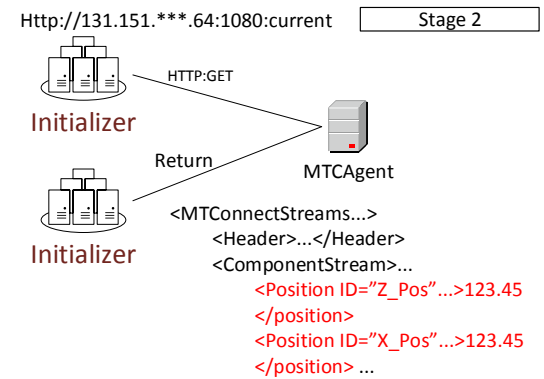 Http://131.151.***.64:1080:current
Stage 2
HTTP:GET
Initializer
Return
MTCAgent
Initializer
<MTConnectStreams...>
<Header>...</Header>
<ComponentStream>...
<Position ID=”Z_Pos”...>123.45
</position>
<Position ID=”X_Pos”...>123.45
</position> ...